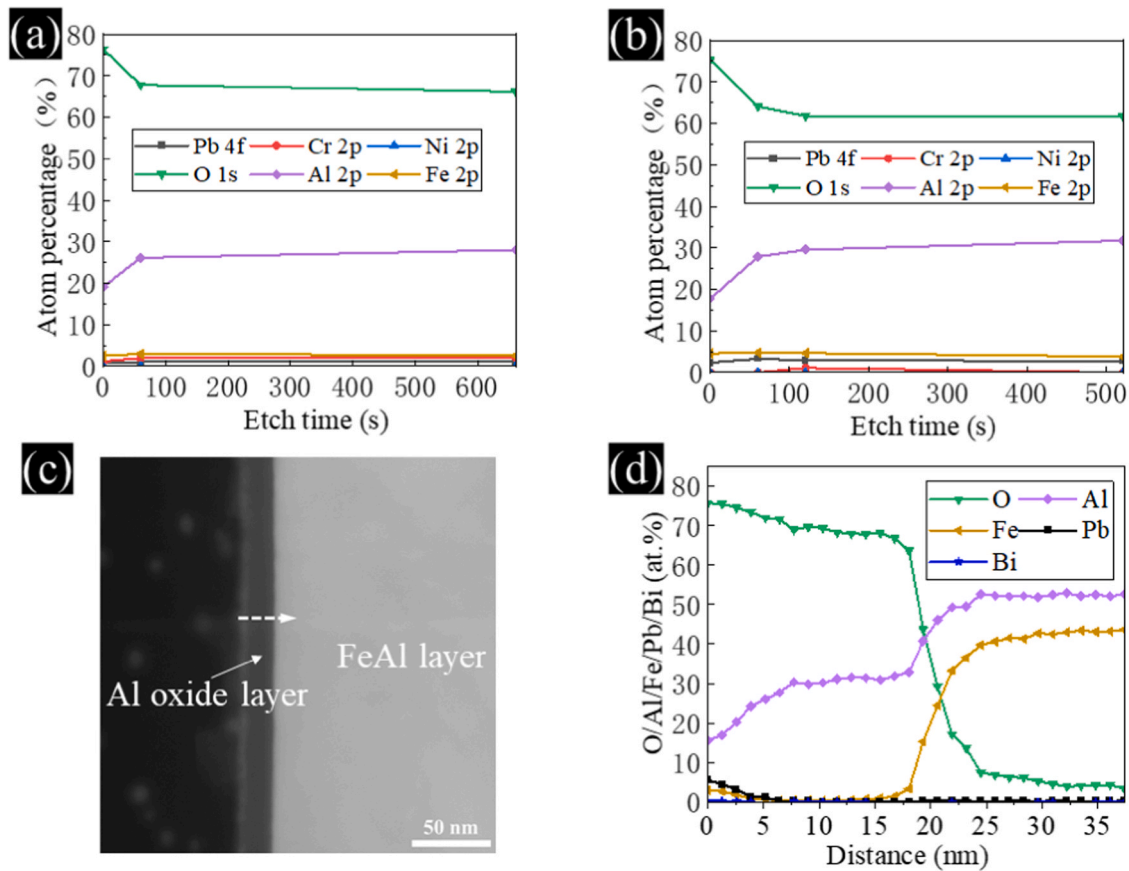 (a)
80
70
60
50
40
30
20
10
0
Atom percentage (%)
Pb 4f Cr 2p Ni 2p
O 1s Al 2p Fe 2p
0 100 200 300 400 500 600
Etch time (s)
(b)
80
70
60
50
40
30
20
10
0
Atom percentage (%)
Pb 4f Cr 2p Ni 2p
O 1s Al 2p Fe 2p
0 100 200 300 400 500
Etch time (s)
(c)
FeAl layer
Al oxide layer
50 nm
(d)
80
70
60
50
40
30
20
10
0
O/Al/Fe/Pb/Bi (at.%)
O Al
Fe Pb
Bi
0 5 10 15 20 25 30 35
Distance (nm)